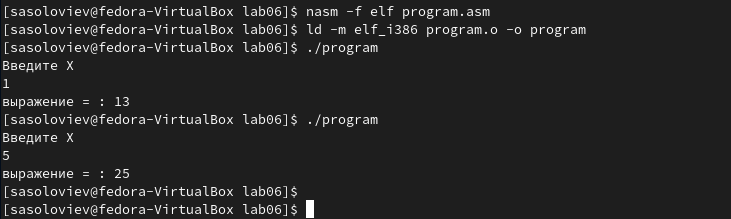 [sasoloviev@fedora-VirtualBox lab06]$ nasm -f elf program.asm
[sasoloviev@fedora-VirtualBox lab06]$ ld -m elf_i386 program.o -o program
[sasoloviev@fedora-VirtualBox lab06]$ ./program
Введите X
1
выражение = : 13
[sasoloviev@fedora-VirtualBox lab06]$ ./program
Введите X
5
выражение = : 25
[sasoloviev@fedora-VirtualBox lab06]$
[sasoloviev@fedora-VirtualBox lab06]$